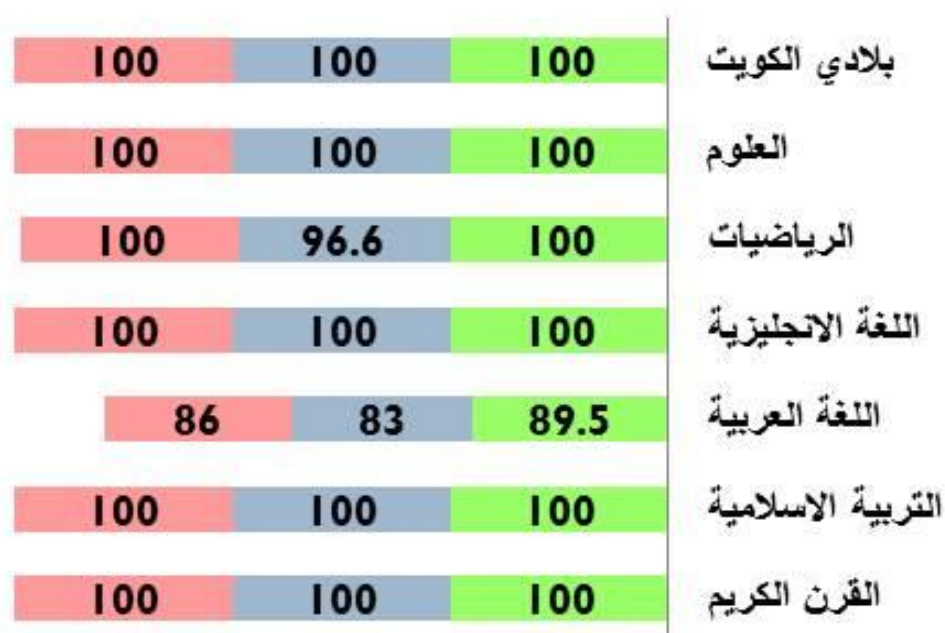 بلادي الكويت 100 100 100
العلوم 100 100 100
الرياضيات 100 96.6 100
اللغة الانجليزية 100 100 100
اللغة العربية 89.5 83 86
التربية الاسلامية 100 100 100
القرن الكريم 100 100 100